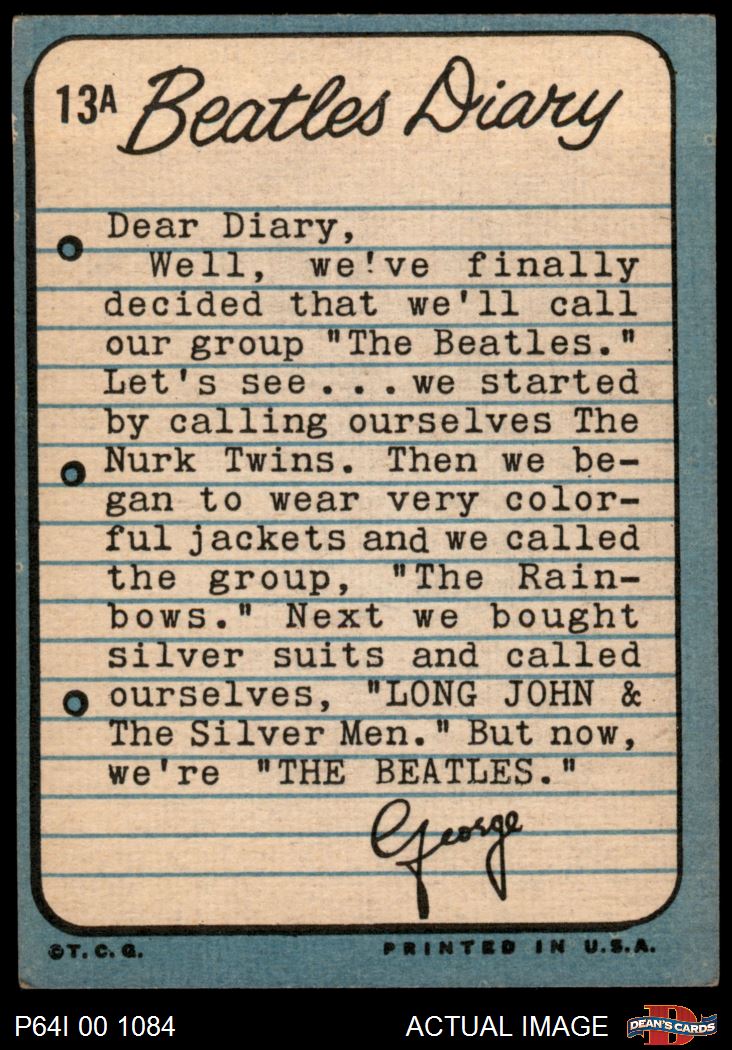 13A Beatles Diary
Dear Diary,
Well, we've finally
decided that we'll call
our group "The Beatles."
Let's see....we started
by calling ourselves The
Nurk Twins. Then we be-
gan to wear very color-
ful jackets and we called
the group, "The Rain-
bows." Next we bought
silver suits and called
ourselves, "LONG JOHN &
The Silver Men." But now,
we're "THE BEATLES."
George
©T.C.G. PRINTED IN U.S.A.
P64I 00 1084 ACTUAL IMAGE D DEAN'S CARDS